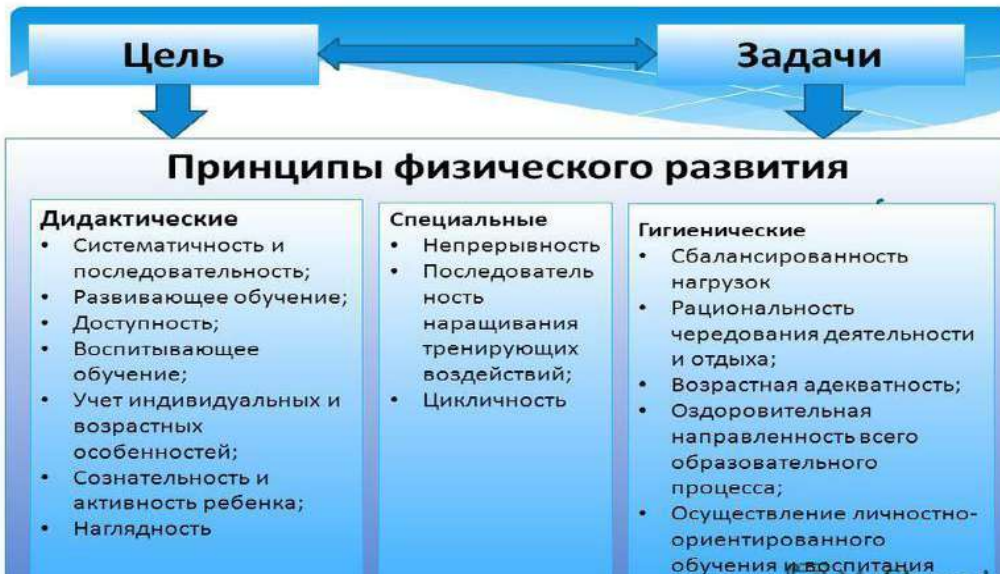 Цель
Задачи
Принципы физического развития
Дидактические
• Систематичность и
последовательность;
• Развивающее обучение;
• Доступность;
• Воспитывающее
обучение;
• Учет индивидуальных и
возрастных
особенностей;
• Сознательность и
активность ребенка;
• Наглядность
Специальные
• Непрерывность
• Последователь
ность
наращивания
тренирующих
воздействий;
• Цикличность
Гигиенические
• Сбалансированность
нагрузок
• Рациональность
чередования деятельности
и отдыха;
• Возрастная адекватность;
• Оздоровительная
направленность всего
образовательного
процесса;
• Осуществление личностно-
ориентированного
обучения и воспитания